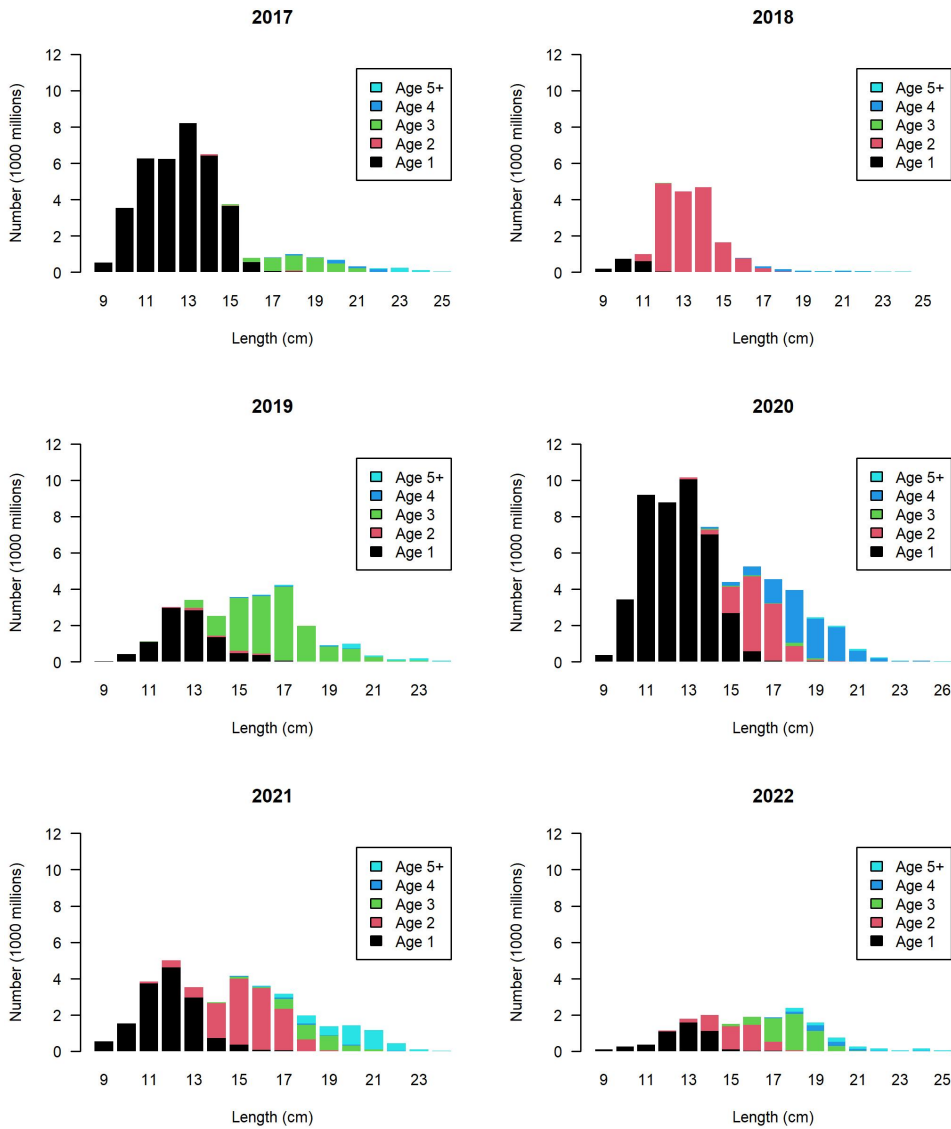 2017
12
10
8
6
4
2
0
Number (1000 millions)
Age 5+
Age 4
Age 3
Age 2
Age 1
9 11 13 15 17 19 21 23 25
Length (cm)
2018
12
10
8
6
4
2
0
Number (1000 millions)
Age 5+
Age 4
Age 3
Age 2
Age 1
9 11 13 15 17 19 21 23 25
Length (cm)
2019
12
10
8
6
4
2
0
Number (1000 millions)
Age 5+
Age 4
Age 3
Age 2
Age 1
9 11 13 15 17 19 21 23
Length (cm)
2020
12
10
8
6
4
2
0
Number (1000 millions)
Age 5+
Age 4
Age 3
Age 2
Age 1
9 11 13 15 17 19 21 23 26
Length (cm)
2021
12
10
8
6
4
2
0
Number (1000 millions)
Age 5+
Age 4
Age 3
Age 2
Age 1
9 11 13 15 17 19 21 23
Length (cm)
2022
12
10
8
6
4
2
0
Number (1000 millions)
Age 5+
Age 4
Age 3
Age 2
Age 1
9 11 13 15 17 19 21 23 25
Length (cm)